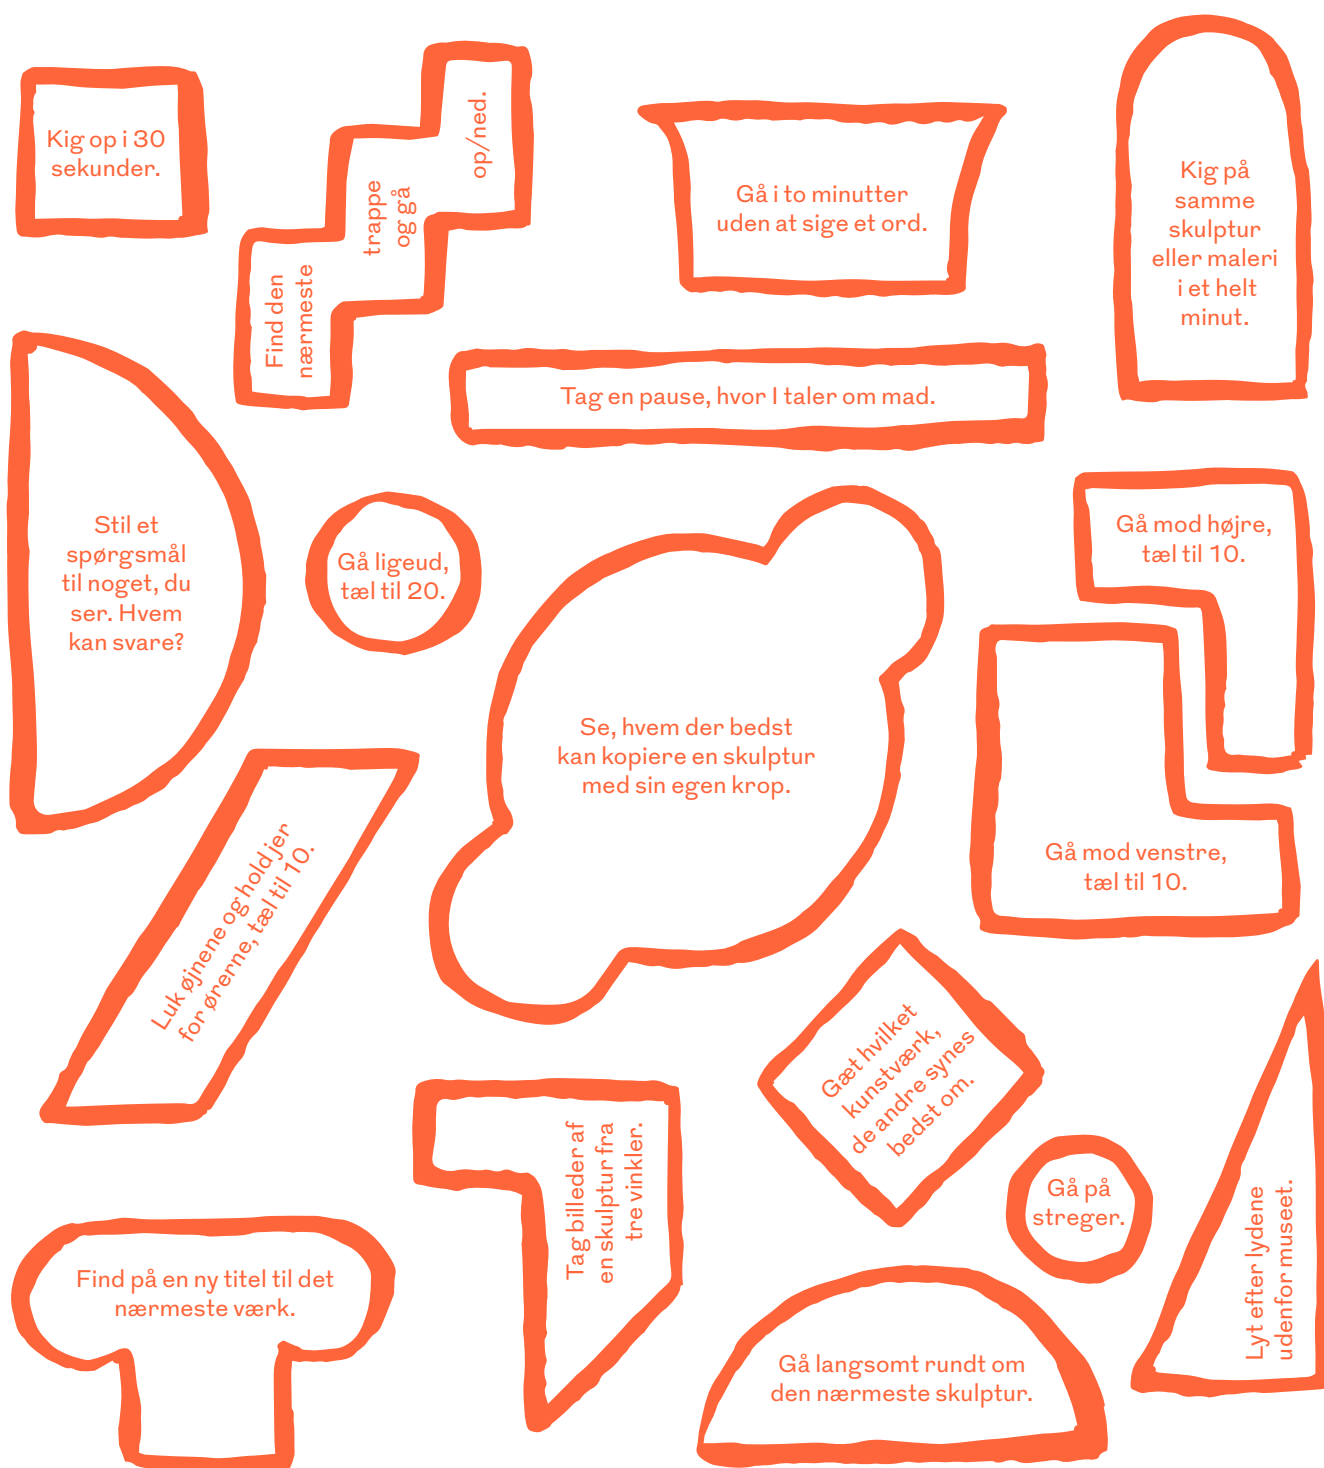 Kig op i 30
sekunder.
Find den
nærmeste
trappe
og gå
op/ned.
Gå i to minutter
uden at sige et ord.
Kig på
samme
skulptur
eller maleri
i et helt
minut.
Tag en pause, hvor I taler om mad.
Stil et
spørgsmål
til noget, du
ser. Hvem
kan svare?
Gå ligeud,
tæl til 20.
Gå mod højre,
tæl til 10.
Se, hvem der bedst
kan kopiere en skulptur
med sin egen krop.
Gå mod venstre,
tæl til 10.
Luk øjnene og hold jer
for ørerne, tæl til 10.
Gæt hvilket
kunstværk,
de andre synes
bedst om.
Tag billeder af
en skulptur fra
tre vinkler.
Gå på
streger.
Lyt efter lydene
udenfor museet.
Find på en ny titel til det
nærmeste værk.
Gå langsomt rundt om
den nærmeste skulptur.